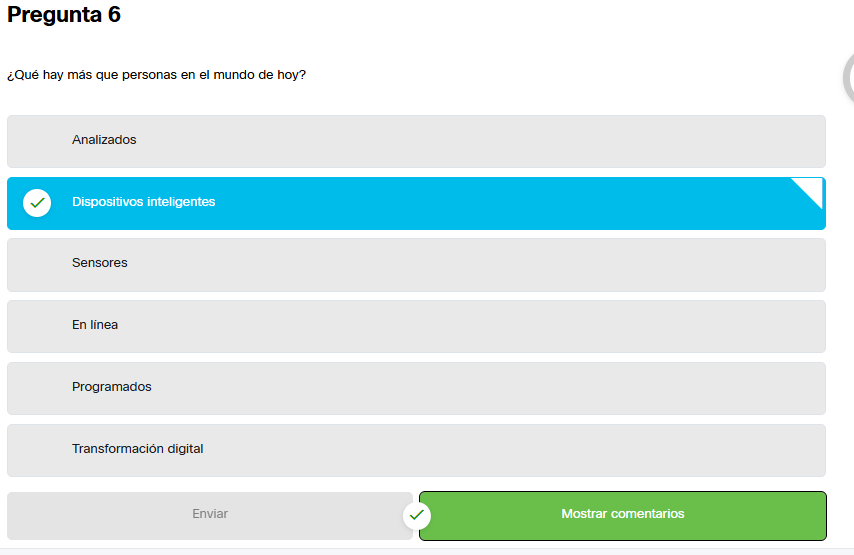 Pregunta 6
¿Qué hay más que personas en el mundo de hoy?
Analizados
Dispositivos inteligentes
Sensores
En línea
Programados
Transformación digital
Enviar
Mostrar comentarios